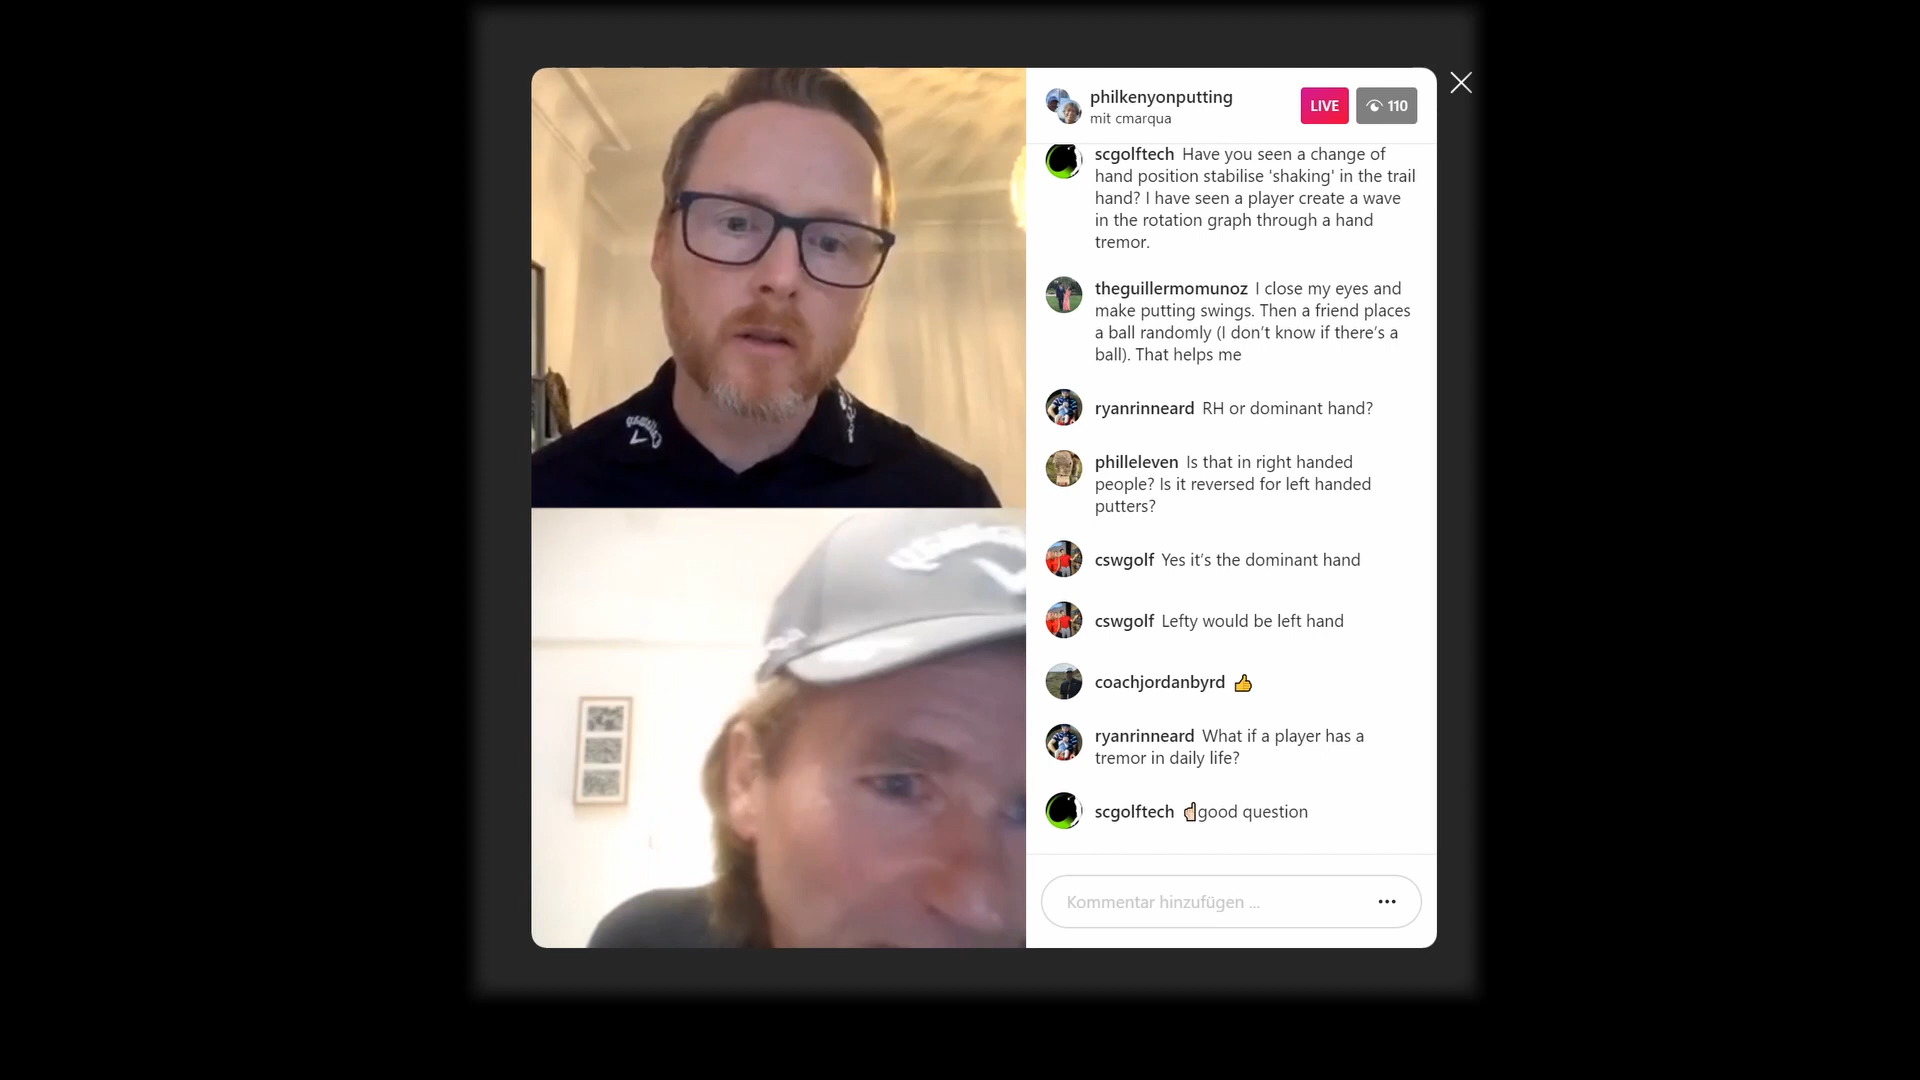 philkenyonputting
mit cmarqua
LIVE
110
scgolftech Have you seen a change of
hand position stabilise 'shaking' in the trail
hand? I have seen a player create a wave
in the rotation graph through a hand
tremor.
theguillermomunoz I close my eyes and
make putting swings. Then a friend places
a ball randomly (I don’t know if there’s a
ball). That helps me
ryanrinneard RH or dominant hand?
philleleven Is that in right handed
people? Is it reversed for left handed
putters?
cswgolf Yes it’s the dominant hand
cswgolf Lefty would be left hand
coachjordanbyrd 👍
ryanrinneard What if a player has a
tremor in daily life?
scgolftech ☝🏻good question
Kommentar hinzufügen ...